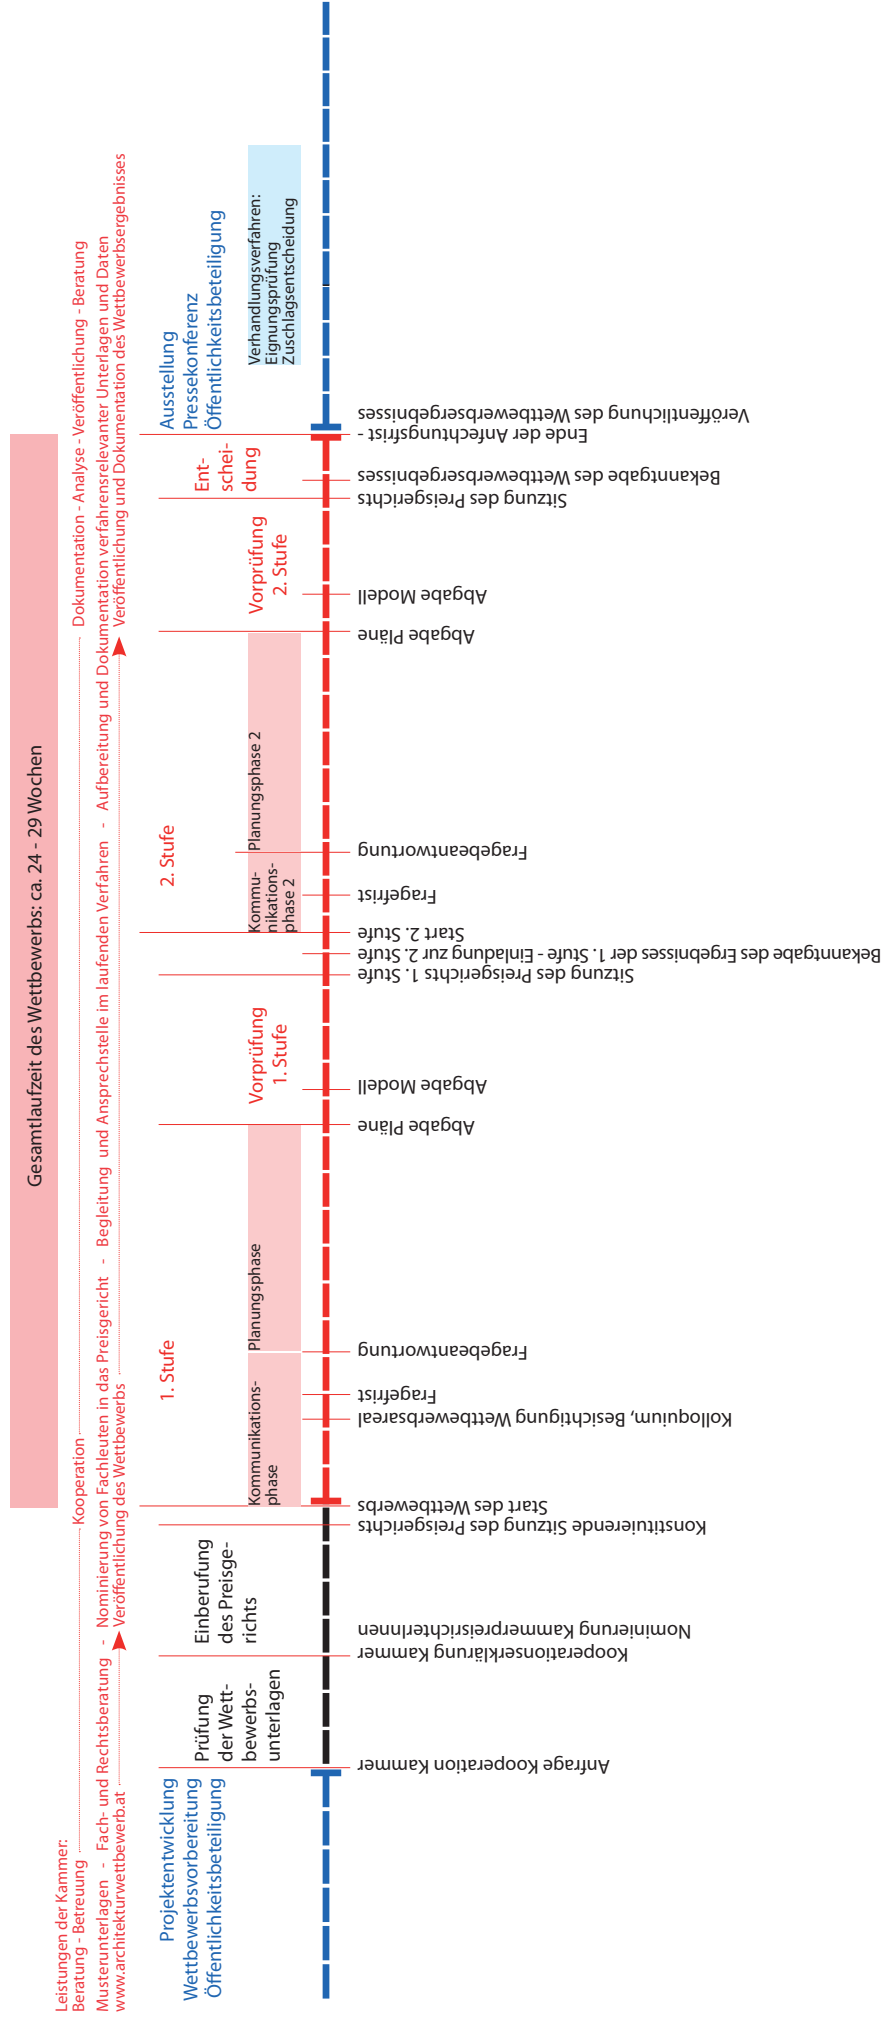 Gesamtlaufzeit des Wettbewerbs: ca. 24 - 29 Wochen
Leistungen der Kammer:
Beratung - Betreuung Kooperation Dokumentation - Analyse - Veröffentlichung - Beratung
Musterunterlagen - Fach- und Rechtsberatung - Nominierung von Fachleuten in das Preisgericht - Begleitung und Ansprechstelle im laufenden Verfahren - Aufbereitung und Dokumentation verfahrensrelevanter Unterlagen und Daten
www.architekturwettbewerb.at Veröffentlichung des Wettbewerbs Veröffentlichung und Dokumentation des Wettbewerbsergebnisses
Projektentwicklung
Wettbewerbsvorbereitung
Öffentlichkeitsbeteiligung
Prüfung
der Wett-
bewerbs-
unterlagen
Einberufung
des Preisge-
richts
1. Stufe
Kommunikations-
phase
Planungsphase
Vorprüfung
1. Stufe
2. Stufe
Kommu-
nikations-
phase 2
Planungsphase 2
Vorprüfung
2. Stufe
Ent-
schei-
dung
Ausstellung
Pressekonferenz
Öffentlichkeitsbeteiligung
Verhandlungsverfahren:
Eignungsprüfung
Zuschlagsentscheidung
Anfrage Kooperation Kammer
Kooperationserklärung Kammer
Nominierung KammerpreisrichterInnen
Konstituierende Sitzung des Preisgerichts
Start des Wettbewerbs
Kolloquium, Besichtigung Wettbewerbsareal
Fragefrist
Fragebeantwortung
Abgabe Pläne
Abgabe Modell
Sitzung des Preisgerichts 1. Stufe
Bekanntgabe des Ergebnisses der 1. Stufe - Einladung zur 2. Stufe
Start 2. Stufe
Fragefrist
Fragebeantwortung
Abgabe Pläne
Abgabe Modell
Sitzung des Preisgerichts
Bekanntgabe des Wettbewerbsergebnisses
Ende der Anfechtungsfrist -
Veröffentlichung des Wettbewerbsergebnisses